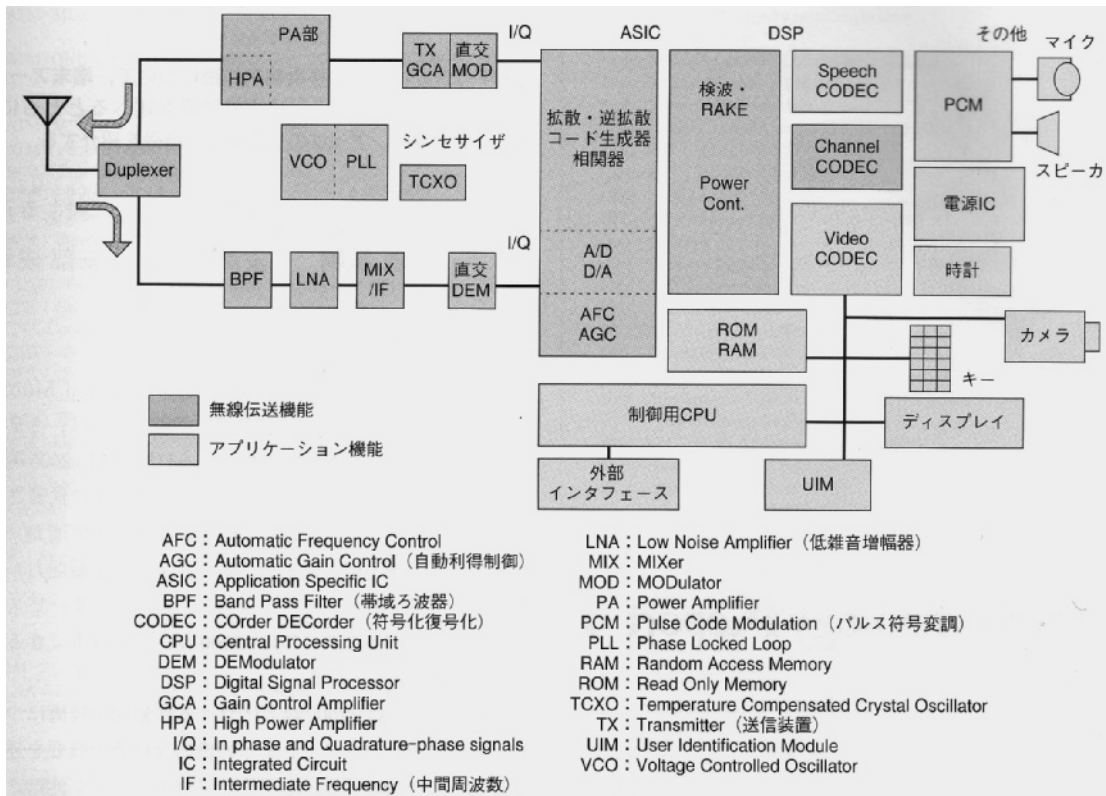 PA部
HPA
TX
GCA
直交
MOD
I/Q
ASIC
DSP
その他
マイク
Duplexer
VCO
PLL
シンセサイザ
TCXO
拡散・逆拡散
コード生成器
相関器
検波・
RAKE
Power
Cont.
Speech
CODEC
Channel
CODEC
Video
CODEC
PCM
スピーカ
電源IC
時計
BPF
LNA
MIX
/IF
直交
DEM
I/Q
A/D
D/A
AFC
AGC
ROM
RAM
カメラ
キー
無線伝送機能
アプリケーション機能
制御用CPU
ディスプレイ
外部
インタフェース
UIM
AFC：Automatic Frequency Control
AGC：Automatic Gain Control（自動利得制御）
ASIC：Application Specific IC
BPF：Band Pass Filter（帯域ろ波器）
CODEC：COrder DECorder（符号化復号化）
CPU：Central Processing Unit
DEM：DEModulator
DSP：Digital Signal Processor
GCA：Gain Control Amplifier
HPA：High Power Amplifier
I/Q：In phase and Quadrature-phase signals
IC：Integrated Circuit
IF：Intermediate Frequency（中間周波数）
LNA：Low Noise Amplifier（低雑音増幅器）
MIX：MIXer
MOD：MODulator
PA：Power Amplifier
PCM：Pulse Code Modulation（パルス符号変調）
PLL：Phase Locked Loop
RAM：Random Access Memory
ROM：Read Only Memory
TCXO：Temperature Compensated Crystal Oscillator
TX：Transmitter（送信装置）
UIM：User Identification Module
VCO：Voltage Controlled Oscillator